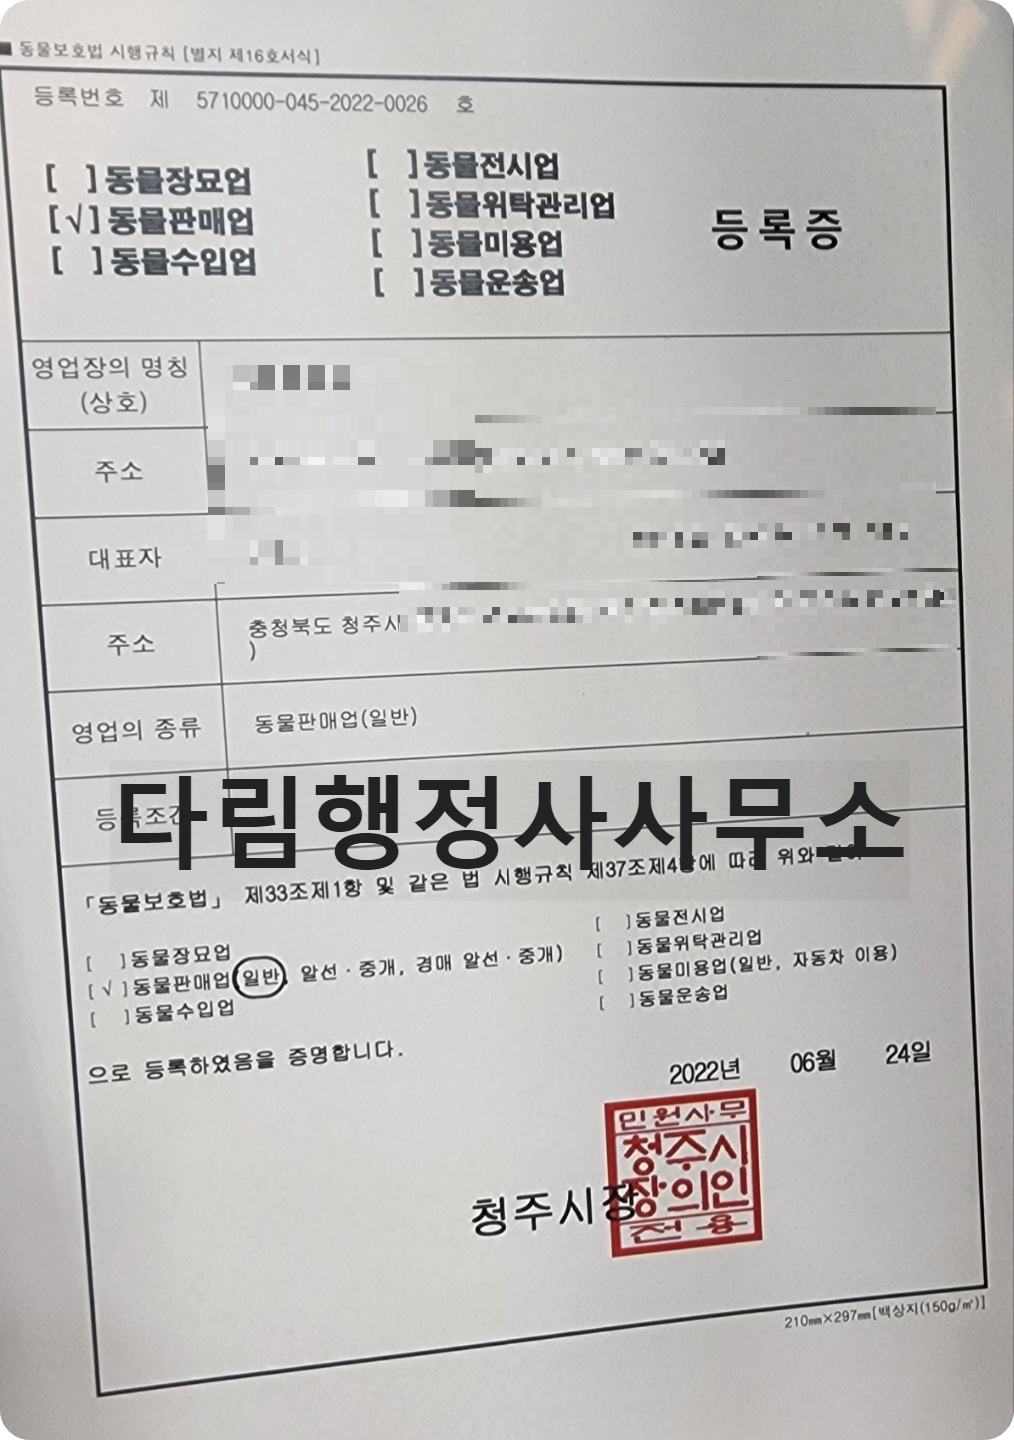 ■ 동물보호법 시행규칙 [별지 제16호서식]
등록번호 제 5710000-045-2022-0026 호
[ ]동물장묘업
[√]동물판매업
[ ]동물수입업
[ ]동물전시업
[ ]동물위탁관리업
[ ]동물미용업
[ ]동물운송업
등록증
영업장의 명칭
(상호)
주소
대표자
주소
충청북도 청주시
)
영업의 종류
동물판매업(일반)
등록조건
다림행정사사무소
「동물보호법」 제33조제1항 및 같은 법 시행규칙 제37조제4항에 따라 위와 같이
[ ]동물장묘업
[√]동물판매업(일반, 알선·중개, 경매 알선·중개)
[ ]동물수입업
[ ]동물전시업
[ ]동물위탁관리업
[ ]동물미용업(일반, 자동차 이용)
[ ]동물운송업
으로 등록하였음을 증명합니다.
2022년 06월 24일
청주시장
민원사무
청주시
장의인
전용
210㎜×297㎜[백상지(150g/㎡)]